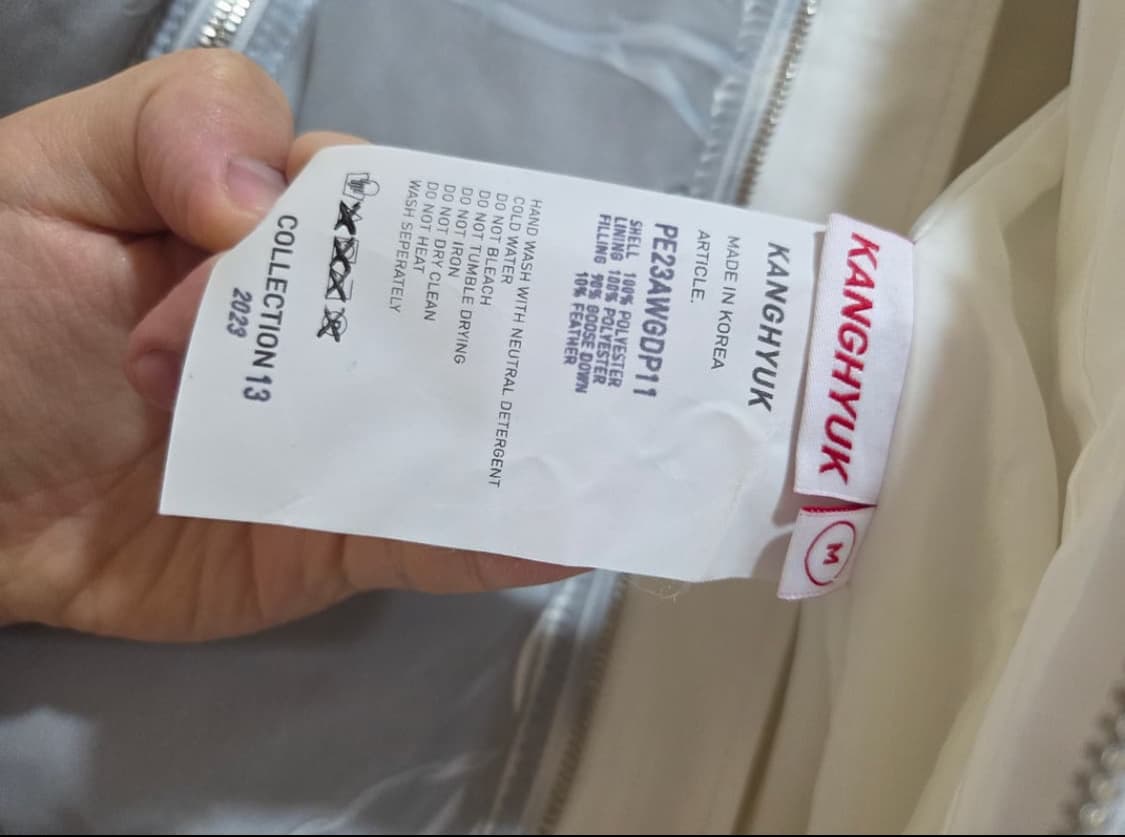 KANGHYUK
M
KANGHYUK
MADE IN KOREA
ARTICLE.
PE23AWGDP11
SHELL 100% POLYESTER
LINING 100% POLYESTER
FILLING 90% GOOSE DOWN
10% FEATHER
HAND WASH WITH NEUTRAL DETERGENT
COLD WATER
DO NOT BLEACH
DO NOT TUMBLE DRYING
DO NOT IRON
DO NOT DRY CLEAN
DO NOT HEAT
WASH SEPERATELY
COLLECTION 13
2023